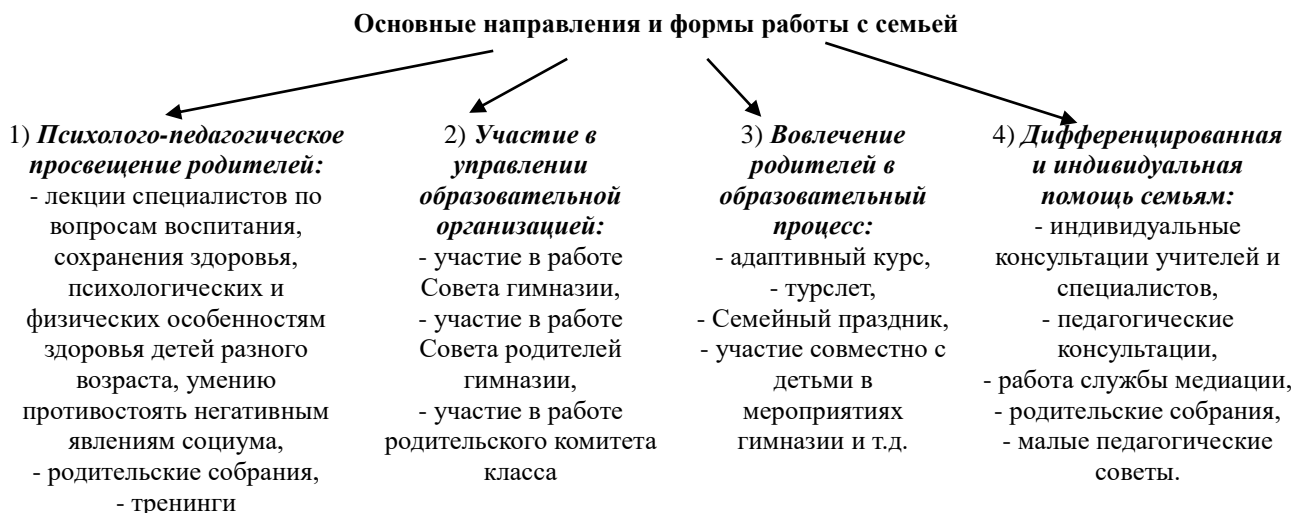 Основные направления и формы работы с семьей
1) Психолого-педагогическое
просвещение родителей:
- лекции специалистов по
вопросам воспитания,
сохранения здоровья,
психологических и
физических особенностям
здоровья детей разного
возраста, умению
противостоять негативным
явлениям социума,
- родительские собрания,
- тренинги
2) Участие в
управлении
образовательной
организацией:
- участие в работе
Совета гимназии,
- участие в работе
Совета родителей
гимназии,
- участие в работе
родительского комитета
класса
3) Вовлечение
родителей в
образовательный
процесс:
- адаптивный курс,
- турслет,
- Семейный праздник,
- участие совместно с
детьми в
мероприятиях
гимназии и т.д.
4) Дифференцированная
и индивидуальная
помощь семьям:
- индивидуальные
консультации учителей и
специалистов,
- педагогические
консультации,
- работа службы медиации,
- родительские собрания,
- малые педагогические
советы.